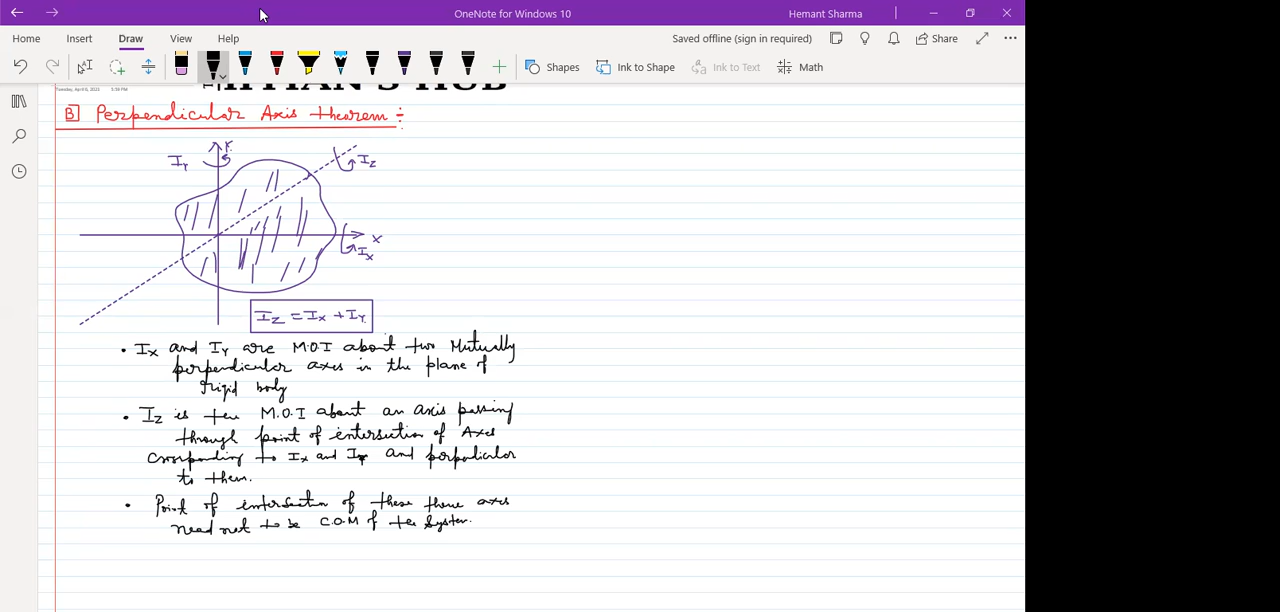 OneNote for Windows 10
Hemant Sharma
Home Insert Draw View Help
Saved offline (sign in required)
Share
Shapes
Ink to Shape
Ink to Text
Math
HUB
B) Perpendicular Axis theorem :-
Y
IY
IZ
X
IX
IZ = IX + IY
• IX and IY are M.O.I about two Mutually
perpendicular axes in the plane of
rigid body
• IZ is the M.O.I about an axis passing
through point of intersection of Axes
corrosponding to IX and IY and perpendicular
to them.
• Point of intersection of these three axis
need not to be C.O.M of the system.